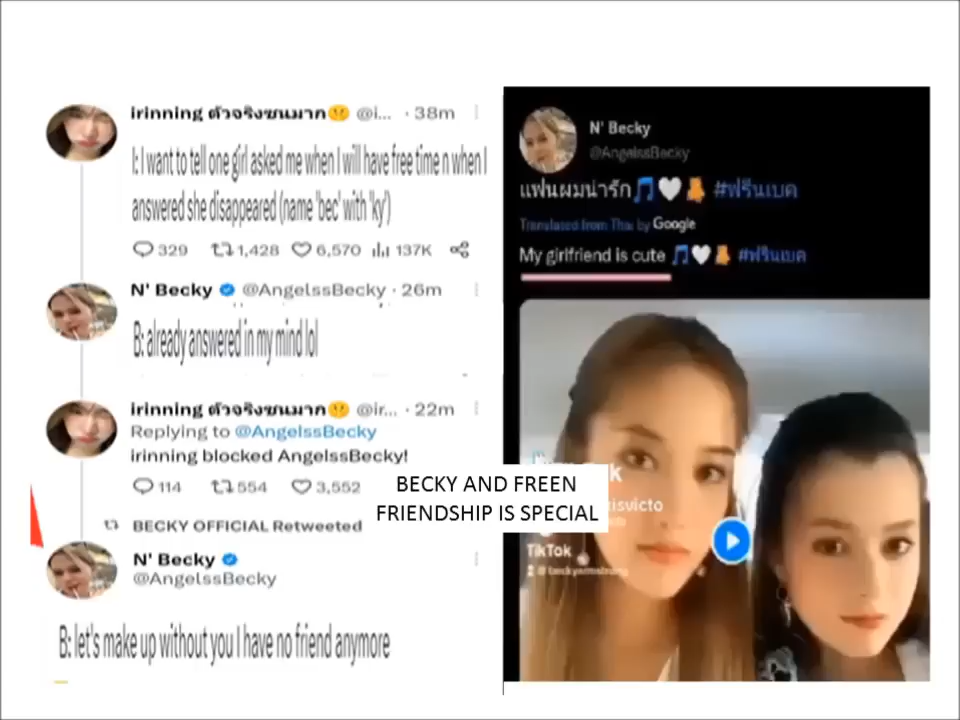 irinning ตัวจริงซนมาก @i... · 38m
I: I want to tell one girl asked me when I will have free time n when I
answered she disappeared (name 'bec' with 'ky')
329 1,428 6,570 137K
N' Becky @AngelssBecky · 26m
B: already answered in my mind lol
irinning ตัวจริงซนมาก @ir... · 22m
Replying to @AngelssBecky
irinning blocked AngelssBecky!
114 554 3,552
BECKY OFFICIAL Retweeted
N' Becky
@AngelssBecky
B: let's make up without you I have no friend anymore
N' Becky
@AngelssBecky
แฟนผมน่ารัก🎵🤍🧸 #ฟรีนเบค
Translated from Thai by Google
My girlfriend is cute 🎵🤍🧸 #ฟรีนเบค
BECKY AND FREEN
FRIENDSHIP IS SPECIAL
TikTok
@beckyarmstrong